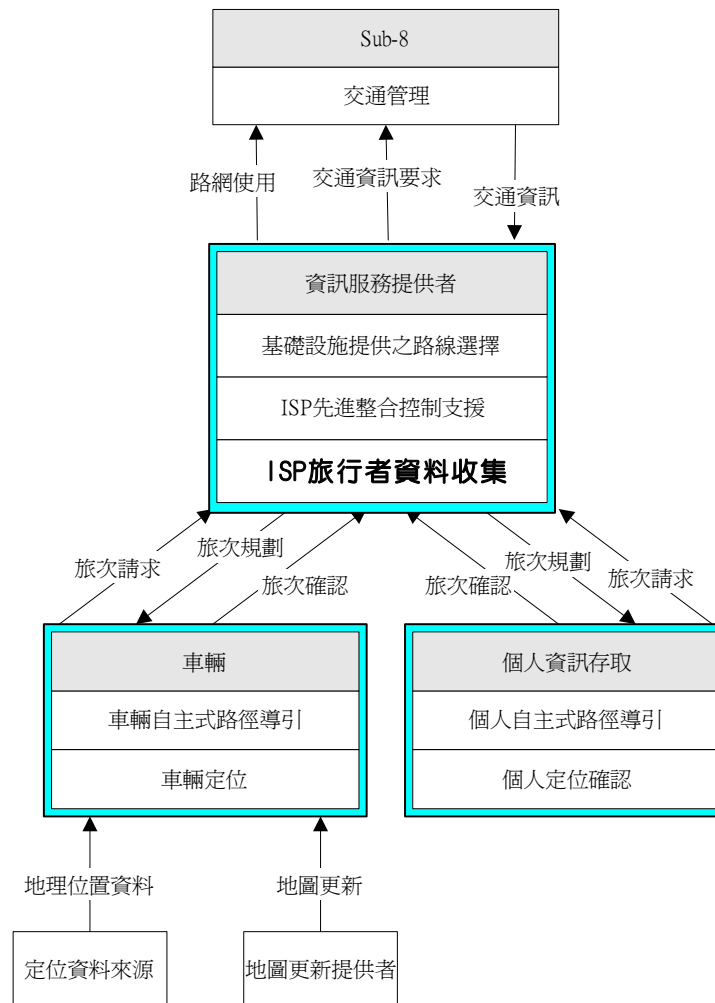 Sub-8
交通管理
路網使用
交通資訊要求
交通資訊
資訊服務提供者
基礎設施提供之路線選擇
ISP先進整合控制支援
ISP旅行者資料收集
旅次請求
旅次規劃
旅次確認
旅次確認
旅次規劃
旅次請求
車輛
車輛自主式路徑導引
車輛定位
個人資訊存取
個人自主式路徑導引
個人定位確認
地理位置資料
地圖更新
定位資料來源
地圖更新提供者